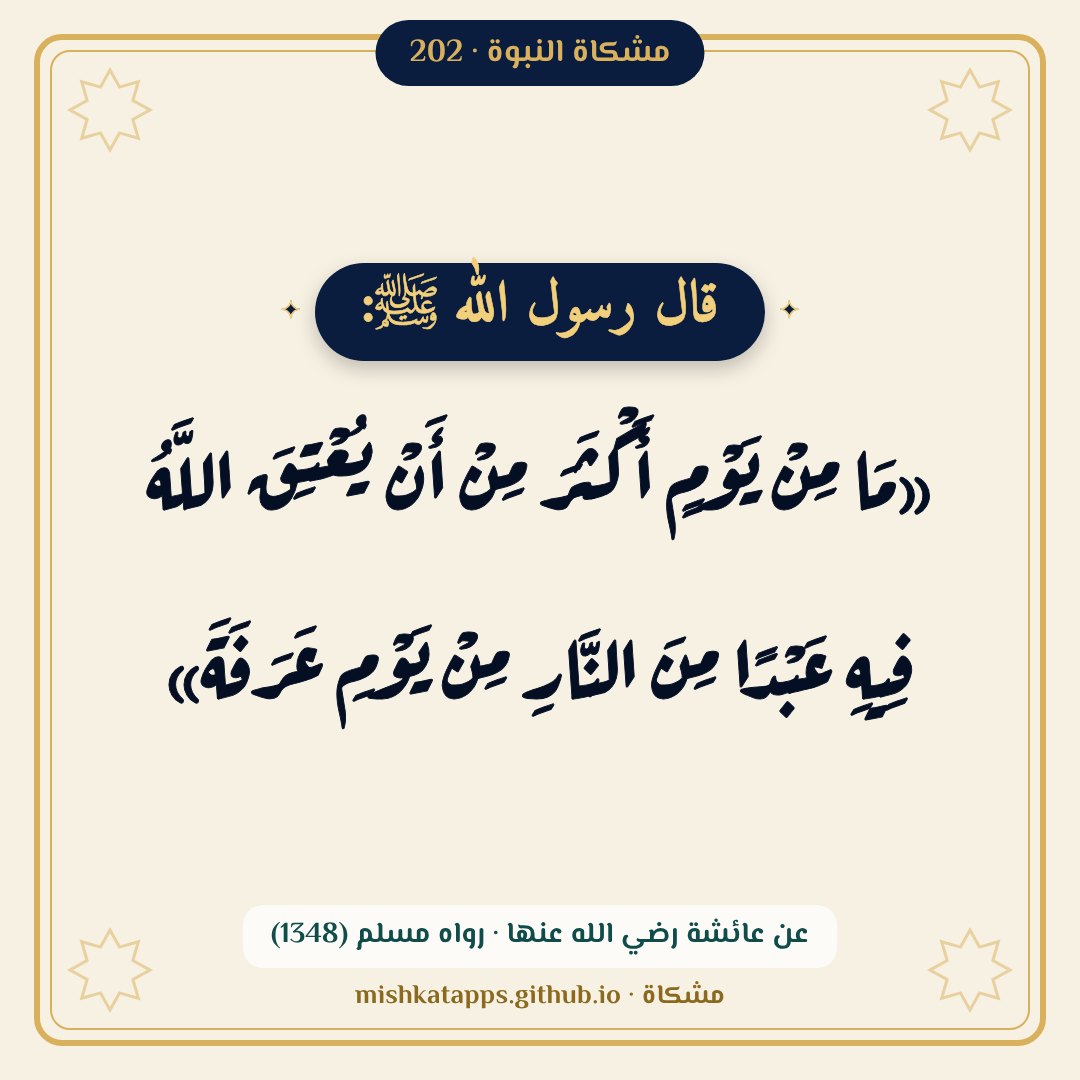 مشكاة النبوة · 202
قال رسول الله ﷺ:
«مَا مِنْ يَوْمٍ أَكْثَرَ مِنْ أَنْ يُعْتِقَ اللَّهُ
فِيهِ عَبْدًا مِنَ النَّارِ مِنْ يَوْمِ عَرَفَةَ»
عن عائشة رضي الله عنها · رواه مسلم (1348)
مشكاة · mishkatapps.github.io